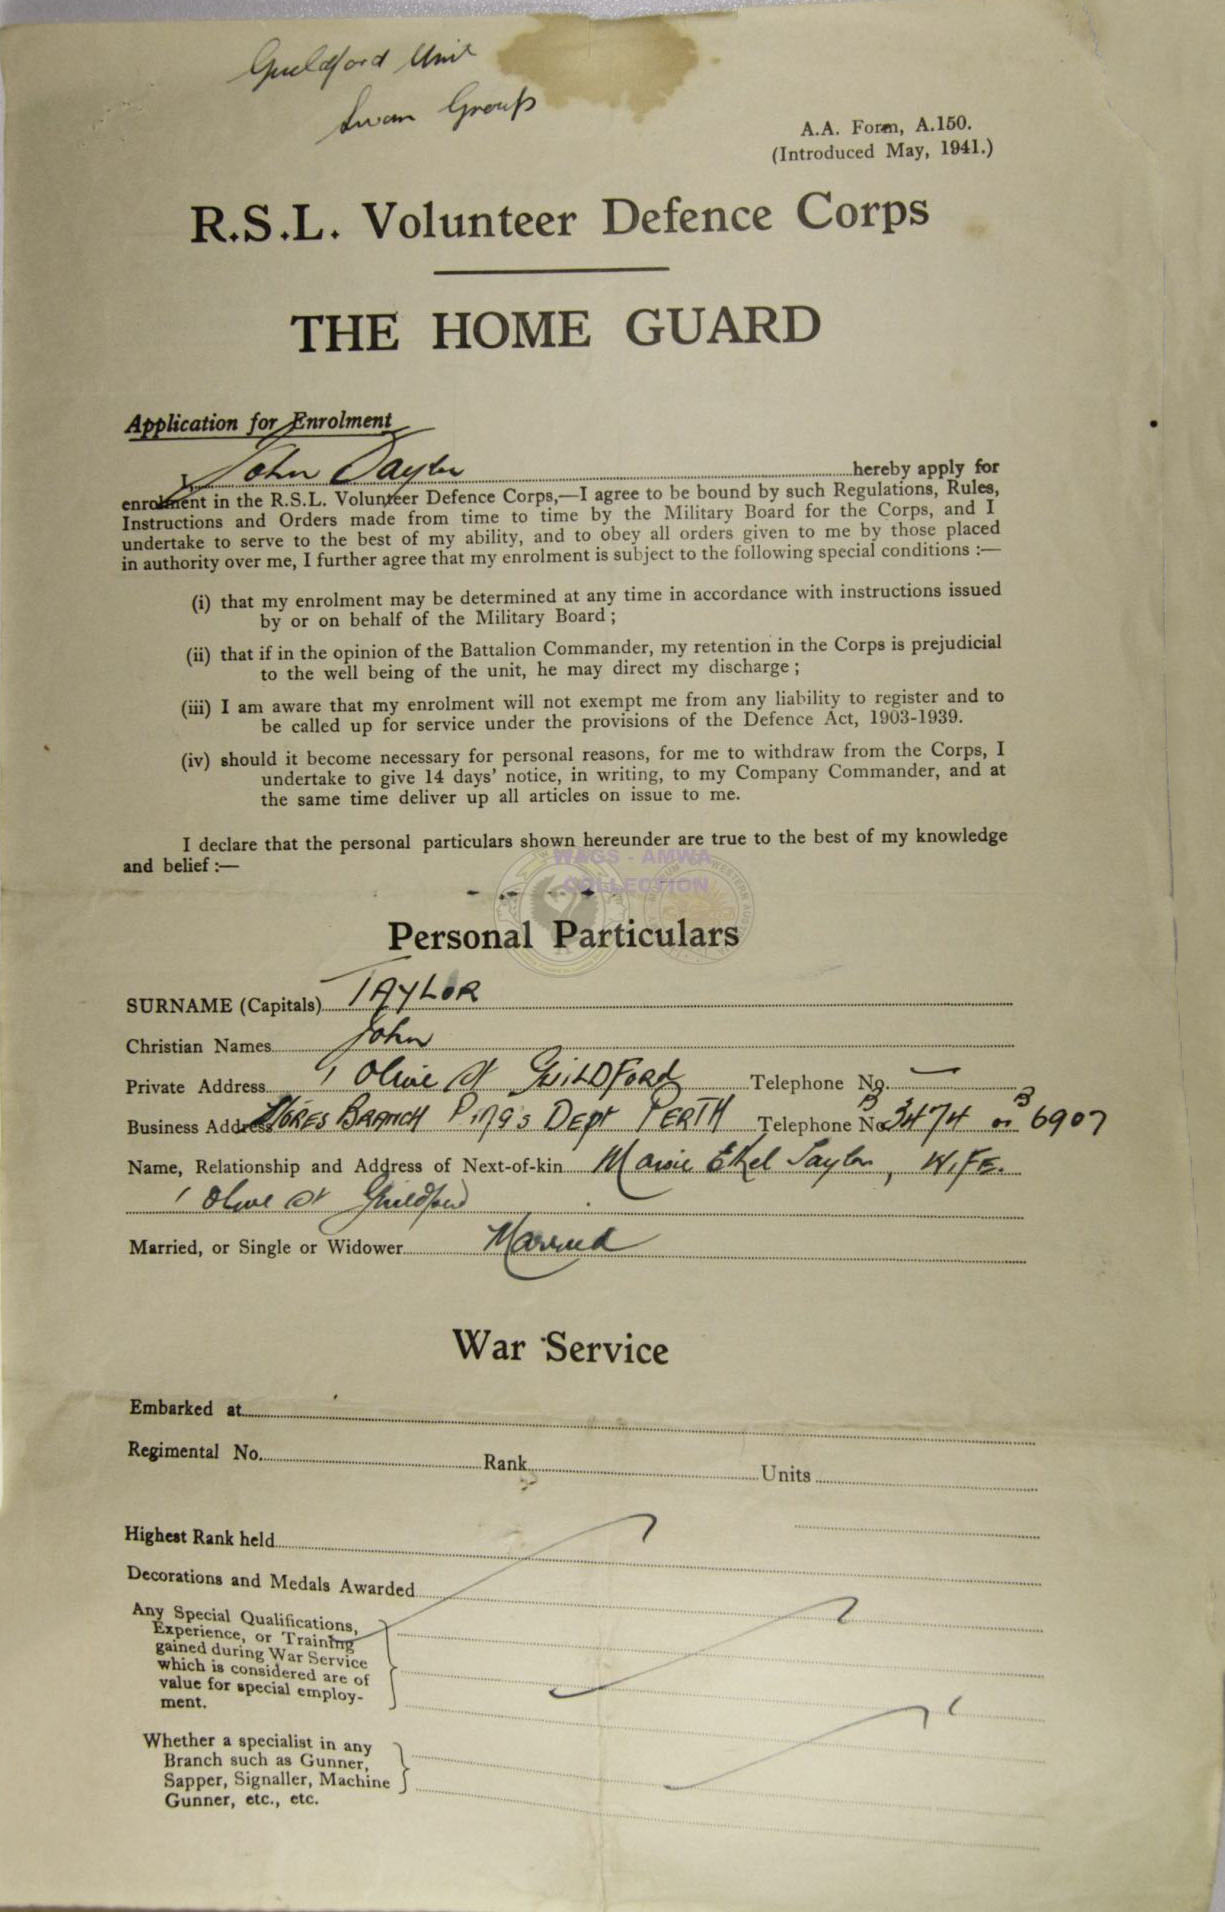 Guildford Unit
Swan Group
A.A. Form, A.150.
(Introduced May, 1941.)
R.S.L. Volunteer Defence Corps
THE HOME GUARD
Application for Enrolment
I, John Taylor hereby apply for
enrolment in the R.S.L. Volunteer Defence Corps,—I agree to be bound by such Regulations, Rules,
Instructions and Orders made from time to time by the Military Board for the Corps, and I
undertake to serve to the best of my ability, and to obey all orders given to me by those placed
in authority over me, I further agree that my enrolment is subject to the following special conditions :—
(i) that my enrolment may be determined at any time in accordance with instructions issued
by or on behalf of the Military Board ;
(ii) that if in the opinion of the Battalion Commander, my retention in the Corps is prejudicial
to the well being of the unit, he may direct my discharge ;
(iii) I am aware that my enrolment will not exempt me from any liability to register and to
be called up for service under the provisions of the Defence Act, 1903-1939.
(iv) should it become necessary for personal reasons, for me to withdraw from the Corps, I
undertake to give 14 days' notice, in writing, to my Company Commander, and at
the same time deliver up all articles on issue to me.
I declare that the personal particulars shown hereunder are true to the best of my knowledge
and belief :—
WAGS - AMWA
COLLECTION
Personal Particulars
SURNAME (Capitals) TAYLOR
Christian Names John
Private Address 1 Olive St GUILDFORD Telephone No. —
Business Address STORES BRANCH P.M.G's DEPT PERTH Telephone No. B 3474 or B 6907
Name, Relationship and Address of Next-of-kin Ethel Taylor, WIFE.
1 Olive St Guildford
Married, or Single or Widower Married
War Service
Embarked at
Regimental No. Rank Units
Highest Rank held
Decorations and Medals Awarded
Any Special Qualifications,
Experience, or Training
gained during War Service
which is considered are of
value for special employ-
ment.
Whether a specialist in any
Branch such as Gunner,
Sapper, Signaller, Machine
Gunner, etc., etc.